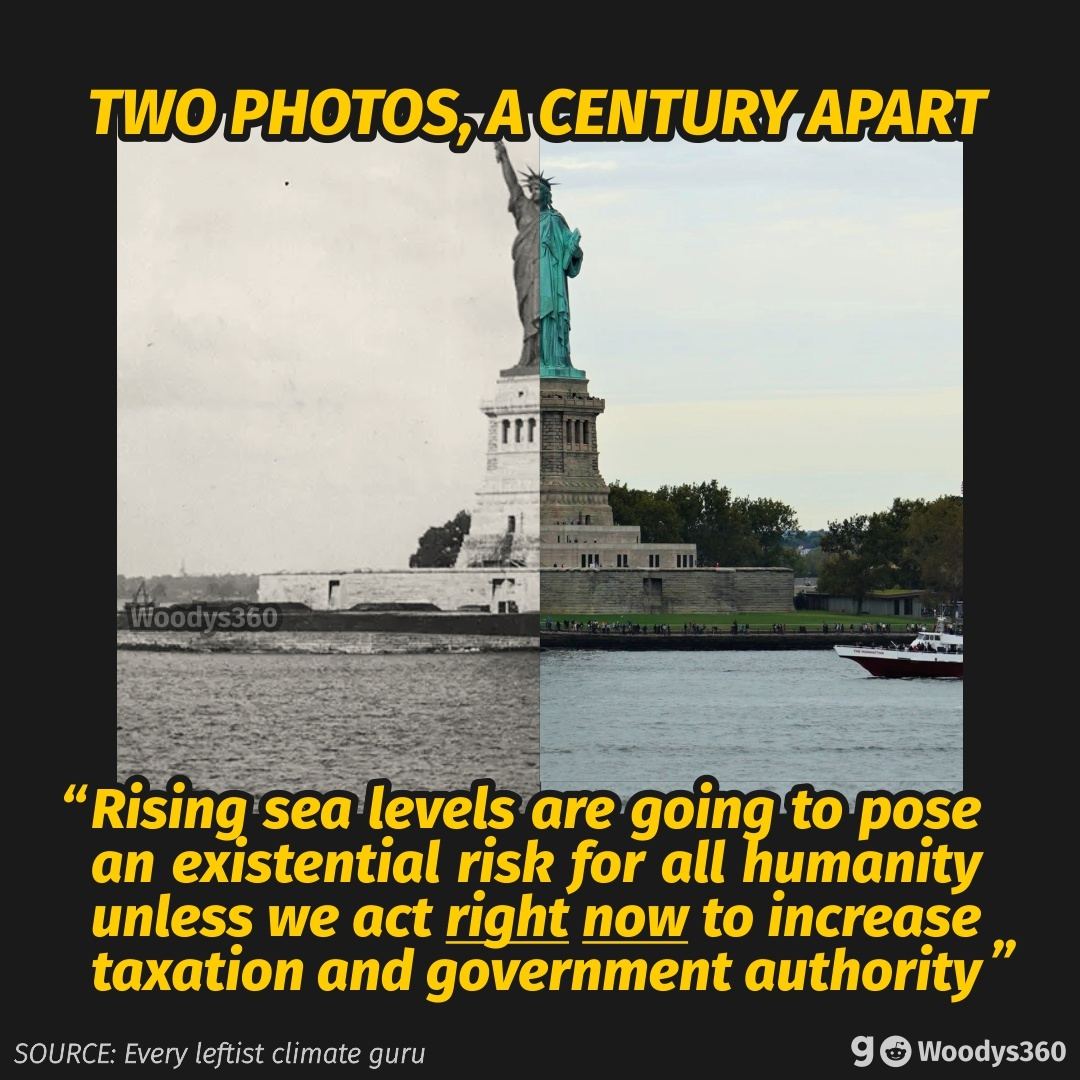 TWO PHOTOS, A CENTURY APART
Woodys360
“Rising sea levels are going to pose
an existential risk for all humanity
unless we act right now to increase
taxation and government authority”
SOURCE: Every leftist climate guru
g Woodys360